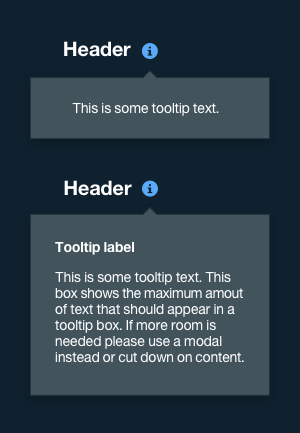 Header
This is some tooltip text.
Header
Tooltip label
This is some tooltip text. This
box shows the maximum amout
of text that should appear in a
tooltip box. If more room is
needed please use a modal
instead or cut down on content.